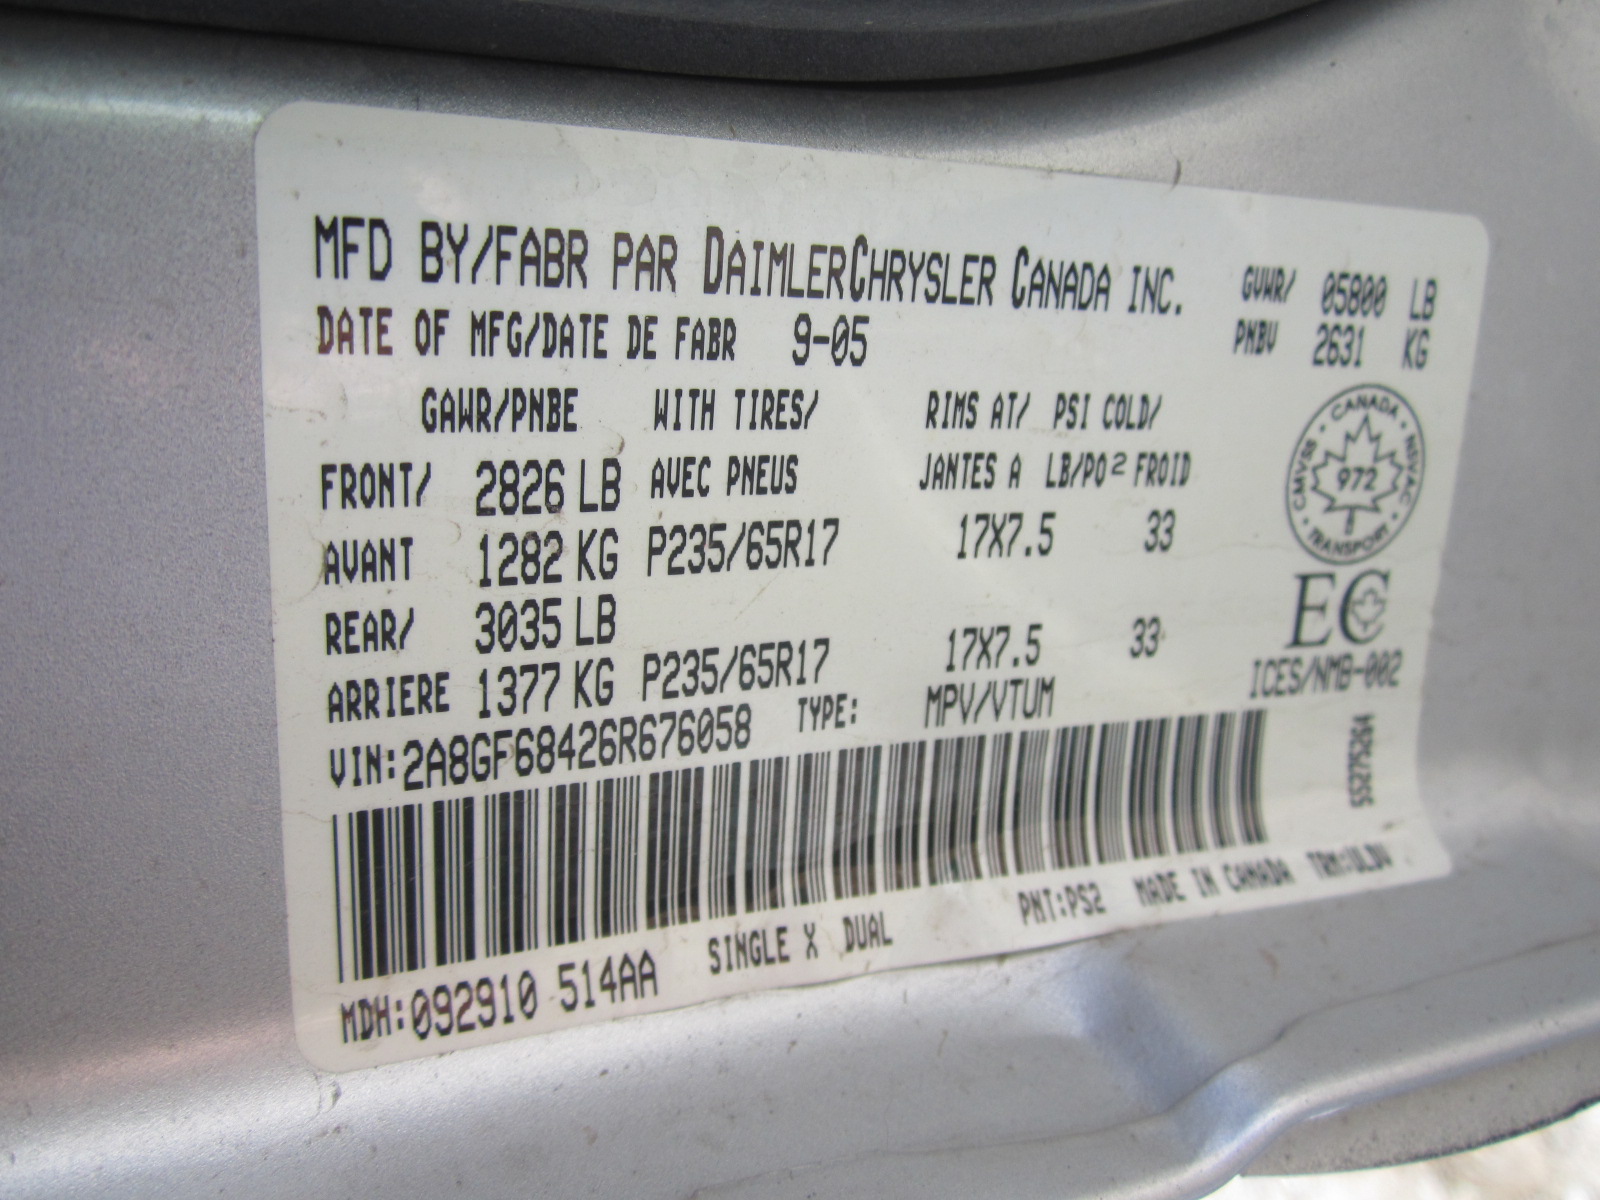 MFD BY/FABR PAR DAIMLERCHRYSLER CANADA INC. GVWR/ 05800 LB
DATE OF MFG/DATE DE FABR 9-05 PNBV 2631 KG
GAWR/PNBE WITH TIRES/ RIMS AT/ PSI COLD/
FRONT/ 2826 LB AVEC PNEUS JANTES A LB/PO² FROID
AVANT 1282 KG P235/65R17 17X7.5 33
REAR/ 3035 LB
ARRIERE 1377 KG P235/65R17 17X7.5 33
VIN:2A8GF68426R676058 TYPE: MPV/VTUM
CANADA • NSVAC • TRANSPORT • CMVSS •
972
EC
ICES/NMB-002
55275264
MDH:092910 514AA SINGLE X DUAL PNT:PS2 MADE IN CANADA TRM:ULDV